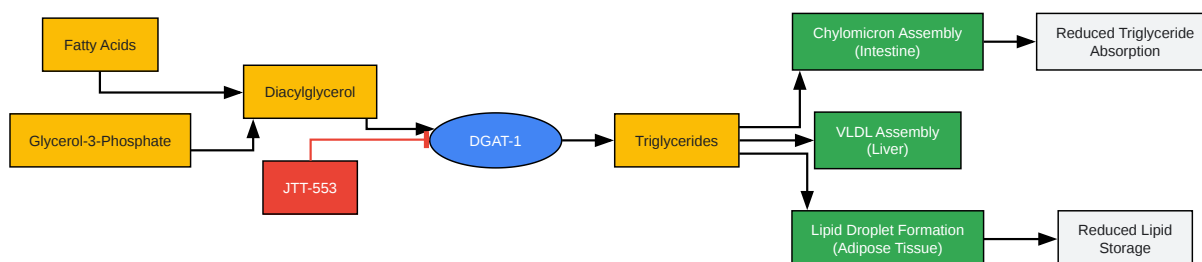 Fatty Acids
Glycerol-3-Phosphate
Diacylglycerol
JTT-553
DGAT-1
Triglycerides
Chylomicron Assembly
(Intestine)
Reduced Triglyceride
Absorption
VLDL Assembly
(Liver)
Lipid Droplet Formation
(Adipose Tissue)
Reduced Lipid
Storage